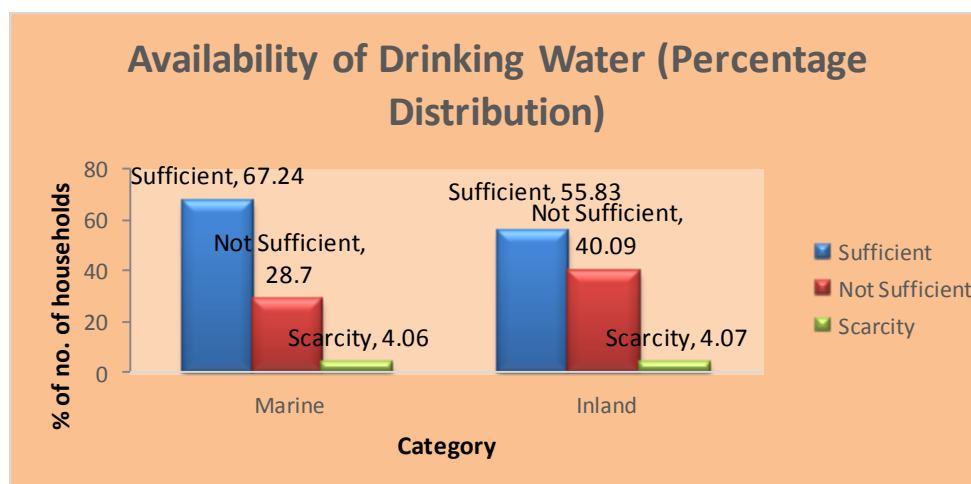 Availability of Drinking Water (Percentage
Distribution)
% of no. of households
80
60
40
20
0
Sufficient, 67.24
Not Sufficient,
28.7
Scarcity, 4.06
Sufficient, 55.83
Not Sufficient,
40.09
Scarcity, 4.07
Marine
Inland
Category
Sufficient
Not Sufficient
Scarcity